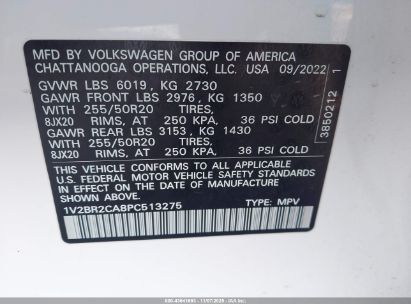 MFD BY VOLKSWAGEN GROUP OF AMERICA
CHATTANOOGA OPERATIONS, LLC. USA 09/2022
GVWR LBS 6019, KG 2730
GAWR FRONT LBS 2976, KG 1350
WITH 255/50R20 TIRES,
8JX20 RIMS, AT 250 KPA, 36 PSI COLD
GAWR REAR LBS 3153, KG 1430
WITH 255/50R20 TIRES,
8JX20 RIMS, AT 250 KPA, 36 PSI COLD
THIS VEHICLE CONFORMS TO ALL APPLICABLE
U.S. FEDERAL MOTOR VEHICLE SAFETY STANDARDS
IN EFFECT ON THE DATE OF MANUFACTURE
SHOWN ABOVE.
1V2BR2CA8PC513275 TYPE: MPV
3850212 1